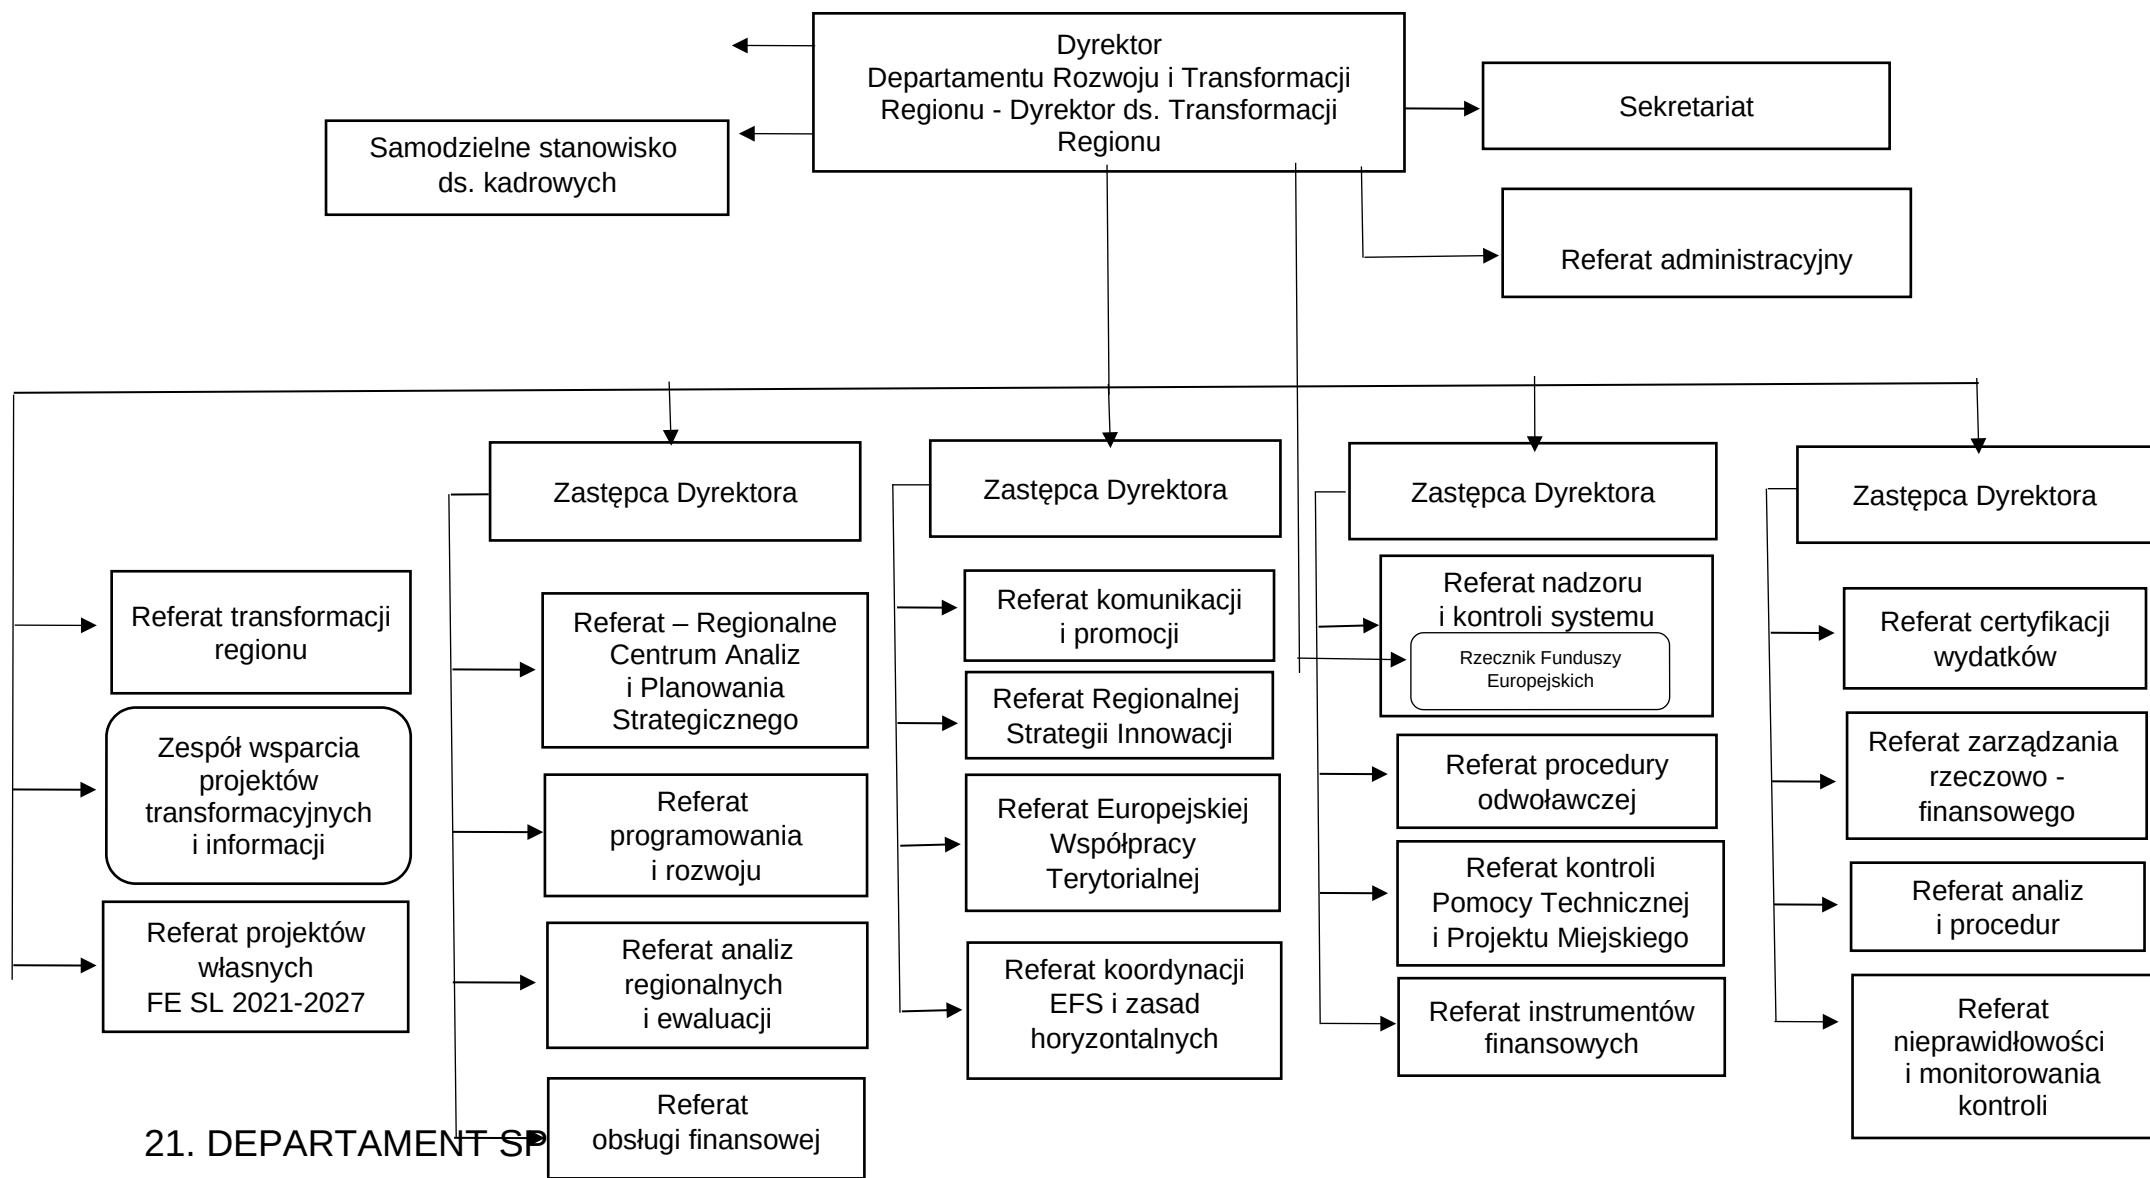 Dyrektor
Departamentu Rozwoju i Transformacji
Regionu - Dyrektor ds. Transformacji
Regionu
Sekretariat
Samodzielne stanowisko
ds. kadrowych
Referat administracyjny
Zastępca Dyrektora
Zastępca Dyrektora
Zastępca Dyrektora
Zastępca Dyrektora
Referat transformacji
regionu
Zespół wsparcia
projektów
transformacyjnych
i informacji
Referat projektów
własnych
FE SL 2021-2027
Referat – Regionalne
Centrum Analiz
i Planowania
Strategicznego
Referat
programowania
i rozwoju
Referat analiz
regionalnych
i ewaluacji
Referat
obsługi finansowej
Referat komunikacji
i promocji
Referat Regionalnej
Strategii Innowacji
Referat Europejskiej
Współpracy
Terytorialnej
Referat koordynacji
EFS i zasad
horyzontalnych
Referat nadzoru
i kontroli systemu
Rzecznik Funduszy
Europejskich
Referat procedury
odwoławczej
Referat kontroli
Pomocy Technicznej
i Projektu Miejskiego
Referat instrumentów
finansowych
Referat certyfikacji
wydatków
Referat zarządzania
rzeczowo -
finansowego
Referat analiz
i procedur
Referat
nieprawidłowości
i monitorowania
kontroli
21. DEPARTAMENT SP